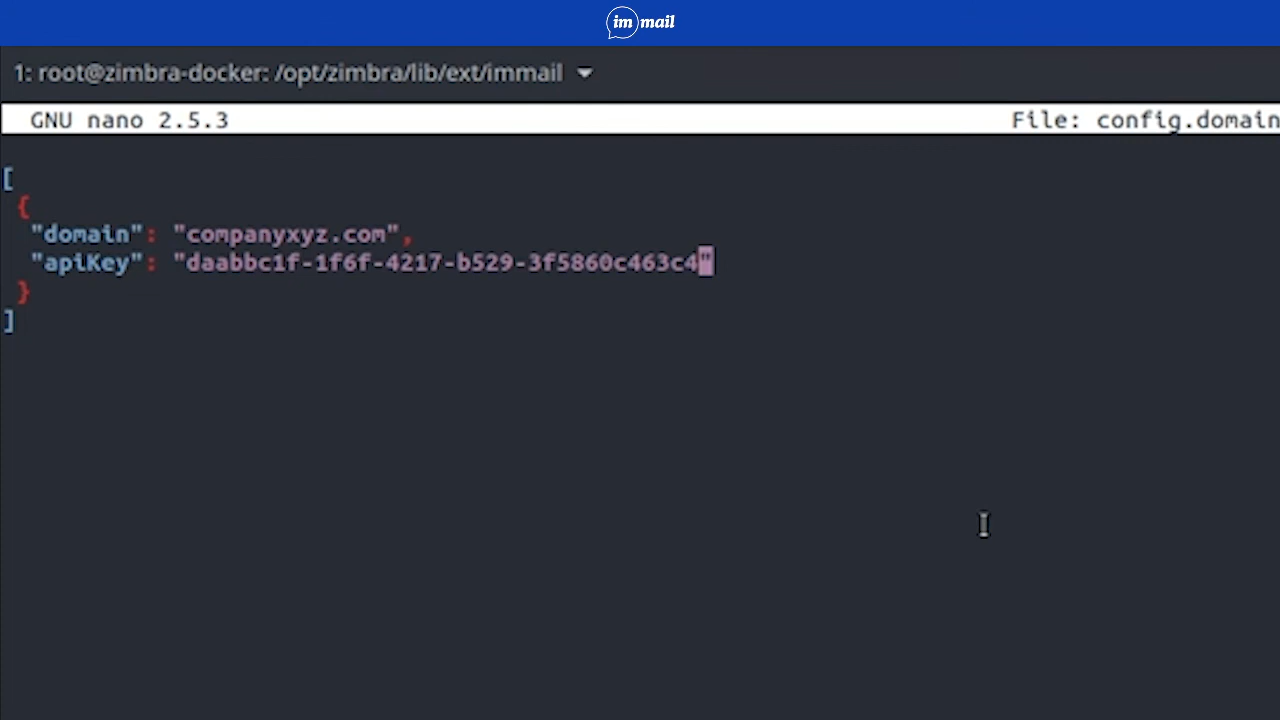 im mail
1: root@zimbra-docker: /opt/zimbra/lib/ext/immail
GNU nano 2.5.3 File: config.domain
[
{
"domain": "companyxyz.com",
"apiKey": "daabbc1f-1f6f-4217-b529-3f5860c463c4"
}
]